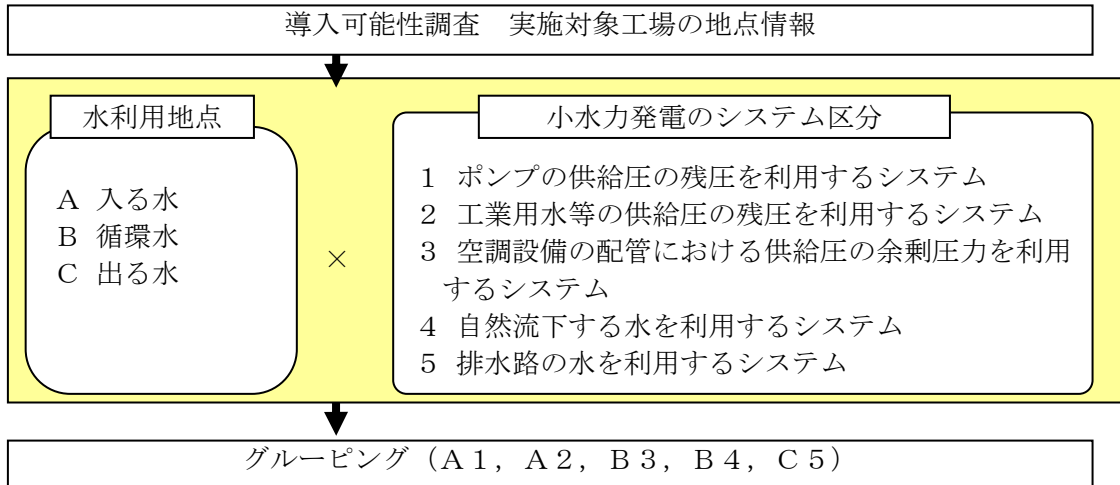 導入可能性調査　実施対象工場の地点情報
水利用地点
Ａ 入る水
Ｂ 循環水
Ｃ 出る水
×
小水力発電のシステム区分
１ ポンプの供給圧の残圧を利用するシステム
２ 工業用水等の供給圧の残圧を利用するシステム
３ 空調設備の配管における供給圧の余剰圧力を利用
するシステム
４ 自然流下する水を利用するシステム
５ 排水路の水を利用するシステム
グルーピング（Ａ１，Ａ２，Ｂ３，Ｂ４，Ｃ５）